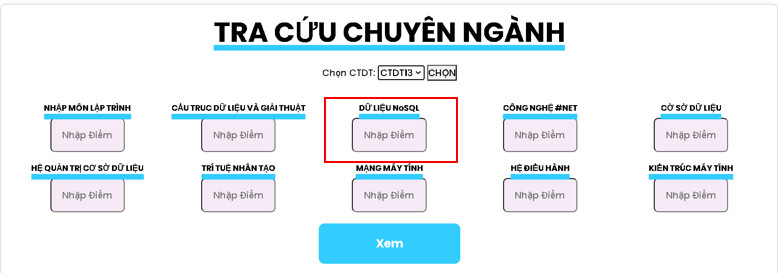 TRA CỨU CHUYÊN NGÀNH
Chọn CTDT: CTDT13 CHỌN
NHẬP MÔN LẬP TRÌNH CẤU TRUC DỮ LIỆU VÀ GIẢI THUẬT DỮ LIỆU NoSQL CÔNG NGHỆ #NET CỜ SỞ DỮ LIỆU
Nhập Điểm Nhập Điểm Nhập Điểm Nhập Điểm Nhập Điểm
HỆ QUẢN TRỊ CƠ SỞ DỮ LIỆU TRÍ TUỆ NHÂN TẠO MẠNG MÁY TÍNH HỆ ĐIỀU HÀNH KIẾN TRÚC MÁY TÍNH
Nhập Điểm Nhập Điểm Nhập Điểm Nhập Điểm Nhập Điểm
Xem